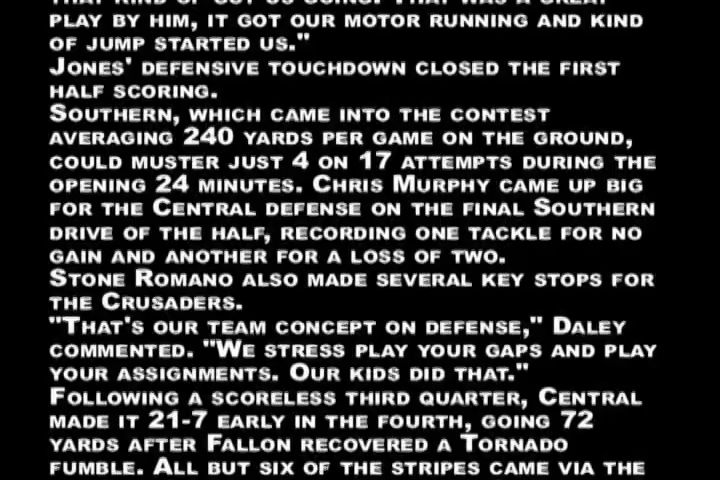 THAT KIND OF GOT US GOING. THAT WAS A GREAT
PLAY BY HIM, IT GOT OUR MOTOR RUNNING AND KIND
OF JUMP STARTED US."
JONES' DEFENSIVE TOUCHDOWN CLOSED THE FIRST
HALF SCORING.
SOUTHERN, WHICH CAME INTO THE CONTEST
AVERAGING 240 YARDS PER GAME ON THE GROUND,
COULD MUSTER JUST 4 ON 17 ATTEMPTS DURING THE
OPENING 24 MINUTES. CHRIS MURPHY CAME UP BIG
FOR THE CENTRAL DEFENSE ON THE FINAL SOUTHERN
DRIVE OF THE HALF, RECORDING ONE TACKLE FOR NO
GAIN AND ANOTHER FOR A LOSS OF TWO.
STONE ROMANO ALSO MADE SEVERAL KEY STOPS FOR
THE CRUSADERS.
"THAT'S OUR TEAM CONCEPT ON DEFENSE," DALEY
COMMENTED. "WE STRESS PLAY YOUR GAPS AND PLAY
YOUR ASSIGNMENTS. OUR KIDS DID THAT."
FOLLOWING A SCORELESS THIRD QUARTER, CENTRAL
MADE IT 21-7 EARLY IN THE FOURTH, GOING 72
YARDS AFTER FALLON RECOVERED A TORNADO
FUMBLE. ALL BUT SIX OF THE STRIPES CAME VIA THE